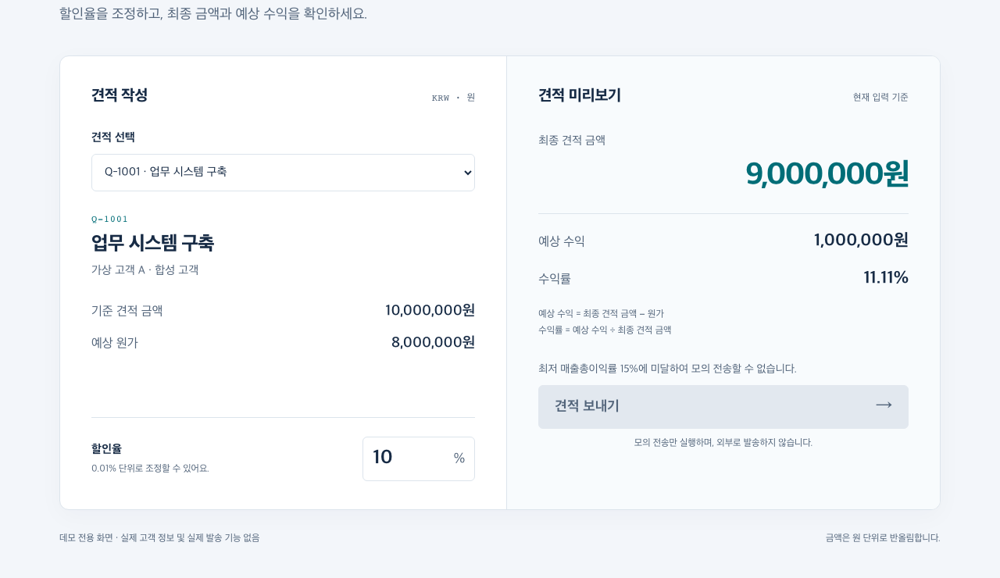 할인율을 조정하고, 최종 금액과 예상 수익을 확인하세요.
견적 작성
KRW · 원
견적 선택
Q-1001 · 업무 시스템 구축
Q-1001
업무 시스템 구축
가상 고객 A · 합성 고객
기준 견적 금액 10,000,000원
예상 원가 8,000,000원
할인율
0.01% 단위로 조정할 수 있어요.
10 %
견적 미리보기
현재 입력 기준
최종 견적 금액
9,000,000원
예상 수익 1,000,000원
수익률 11.11%
예상 수익 = 최종 견적 금액 − 원가
수익률 = 예상 수익 ÷ 최종 견적 금액
최저 매출총이익률 15%에 미달하여 모의 전송할 수 없습니다.
견적 보내기 →
모의 전송만 실행하며, 외부로 발송하지 않습니다.
데모 전용 화면 · 실제 고객 정보 및 실제 발송 기능 없음
금액은 원 단위로 반올림합니다.